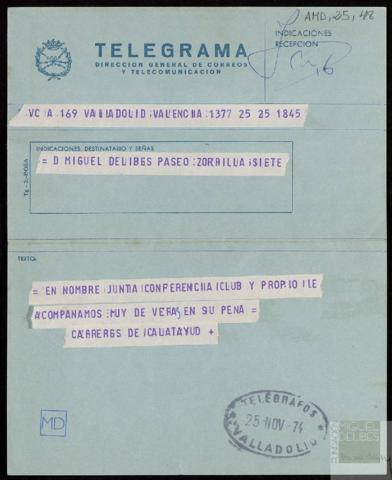 AMD, 25, 48
TELEGRAMA
DIRECCION GENERAL DE CORREOS
Y TELECOMUNICACION
INDICACIONES
RECEPCION
VC A 169 VALLADOLID VALENCIA 1377 25 25 1845
INDICACIONES, DESTINATARIO Y SEÑAS
= D MIGUEL DELIBES PASEO ZORRILLA SIETE
TEXTO:
= EN NOMBRE JUNTA CONFERENCIA CLUB Y PROPIO LE
ACOMPANAMOS MUY DE VERAS EN SU PENA =
CARRERES DE CALATAYUD +
TELEGRAFOS
25 NOV 74
VALLADOLID
MD
MIGUEL
DELIBES